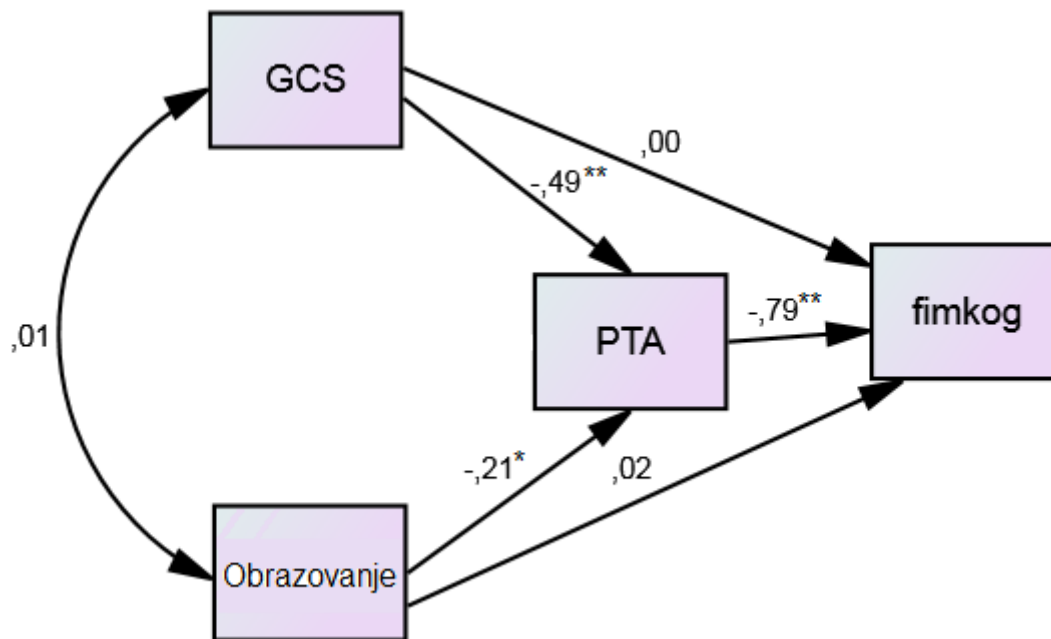 GCS
,00
-,49**
fimkog
-,79**
PTA
,01
-,21*
,02
Obrazovanje